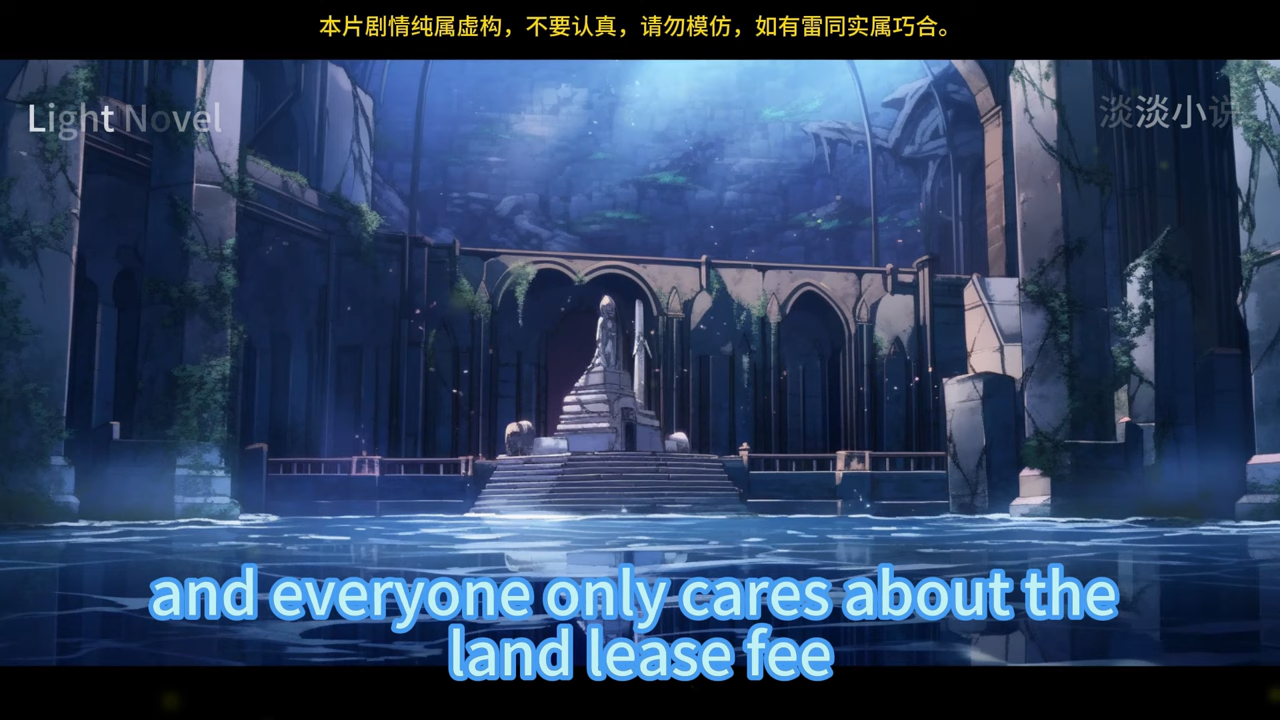 本片剧情纯属虚构，不要认真，请勿模仿，如有雷同实属巧合。
Light Novel
淡淡小说
and everyone only cares about the
land lease fee